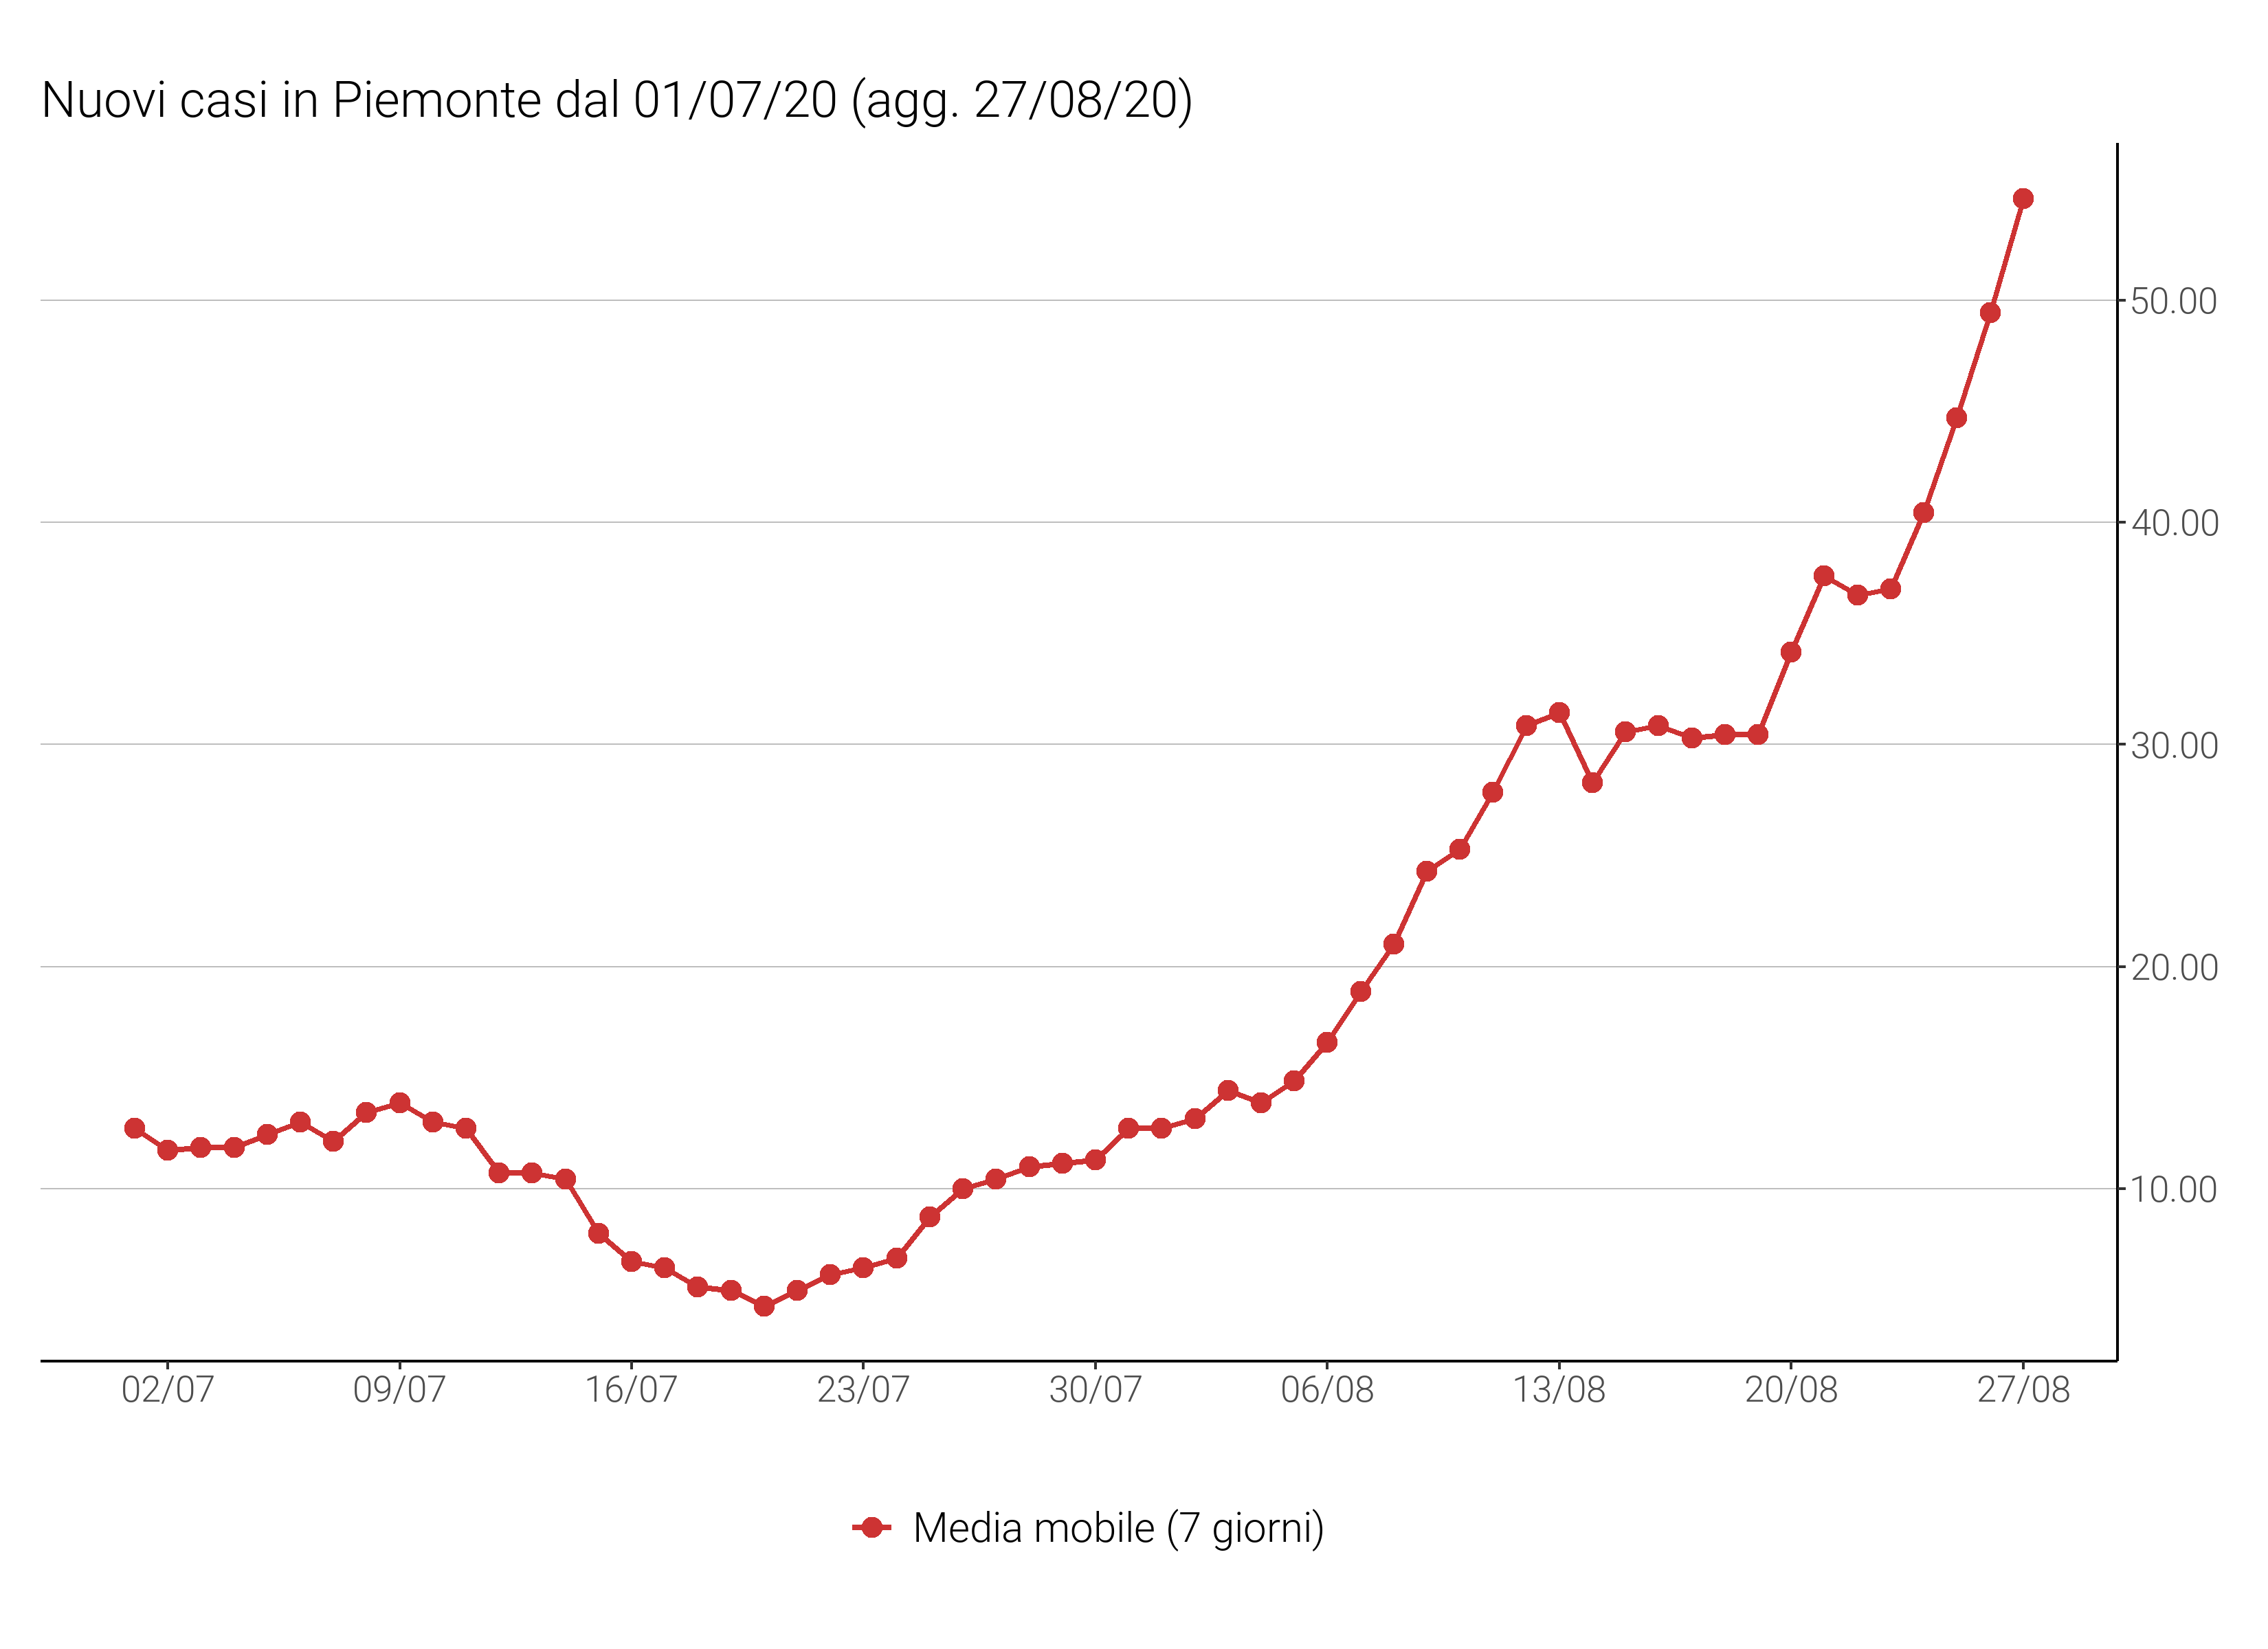 Nuovi casi in Piemonte dal 01/07/20 (agg. 27/08/20)
50.00
40.00
30.00
20.00
10.00
02/07 09/07 16/07 23/07 30/07 06/08 13/08 20/08 27/08
Media mobile (7 giorni)